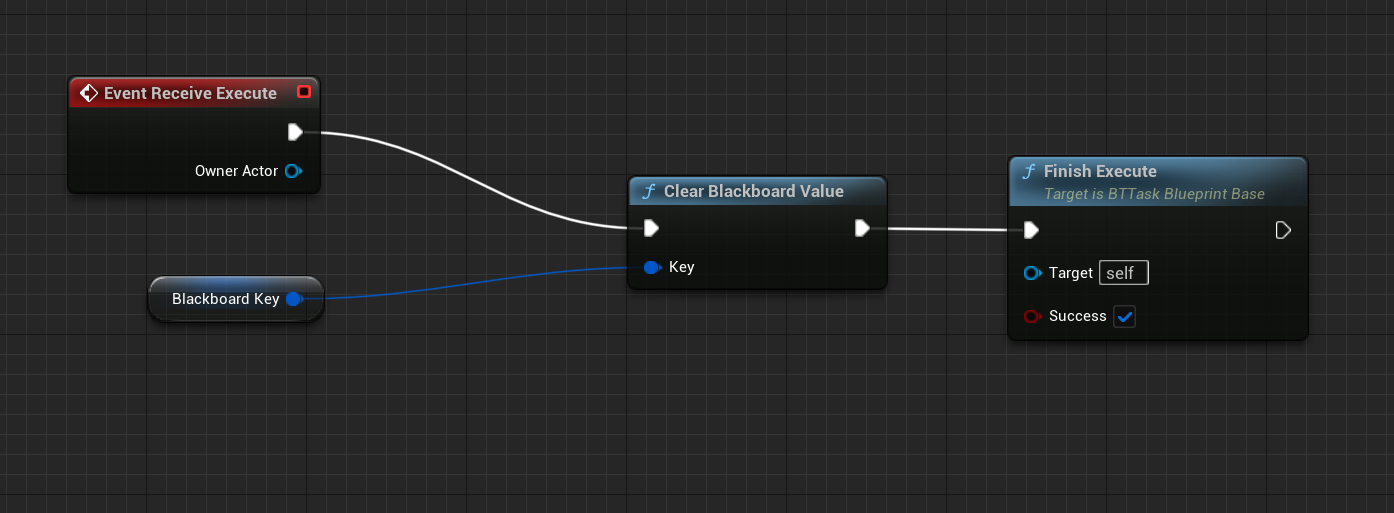 Event Receive Execute
Owner Actor
Blackboard Key
f Clear Blackboard Value
Key
f Finish Execute
Target is BTTask Blueprint Base
Target self
Success